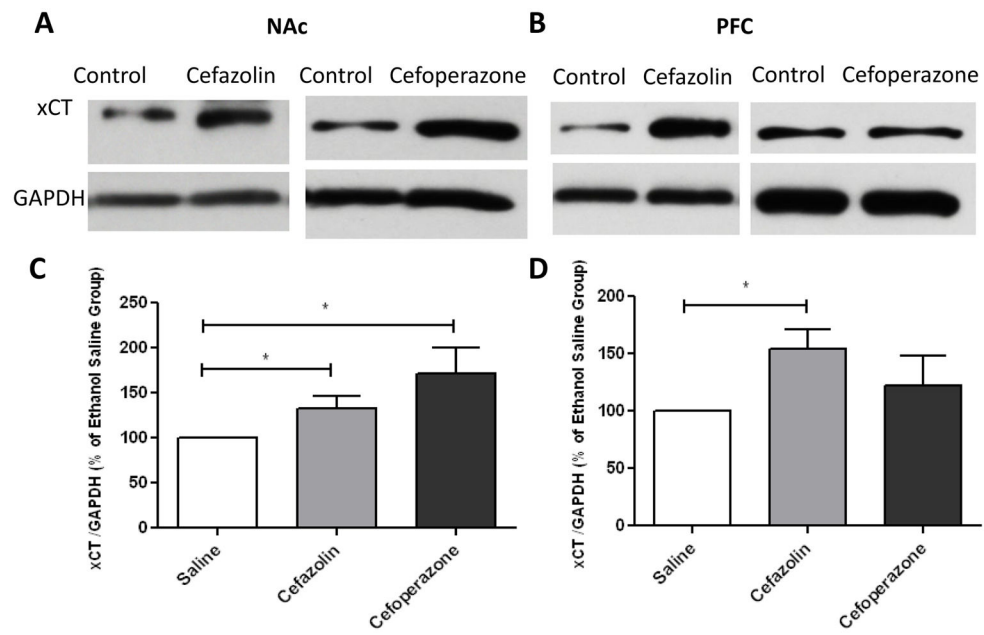 A NAc B PFC
Control Cefazolin Control Cefoperazone Control Cefazolin Control Cefoperazone
xCT
GAPDH
C
xCT /GAPDH (% of Ethanol Saline Group)
250
200
150
100
50
0
*
*
Saline Cefazolin Cefoperazone
D
xCT /GAPDH (% of Ethanol Saline Group)
200
150
100
50
0
*
Saline Cefazolin Cefoperazone